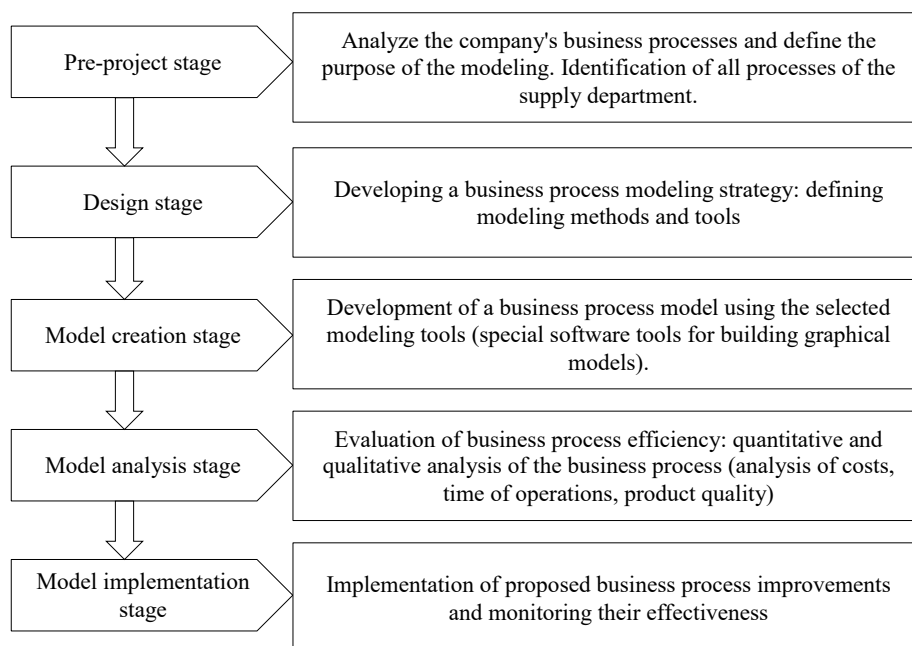 Pre-project stage
Analyze the company's business processes and define the
purpose of the modeling. Identification of all processes of the
supply department.
Design stage
Developing a business process modeling strategy: defining
modeling methods and tools
Model creation stage
Development of a business process model using the selected
modeling tools (special software tools for building graphical
models).
Model analysis stage
Evaluation of business process efficiency: quantitative and
qualitative analysis of the business process (analysis of costs,
time of operations, product quality)
Model implementation
stage
Implementation of proposed business process improvements
and monitoring their effectiveness